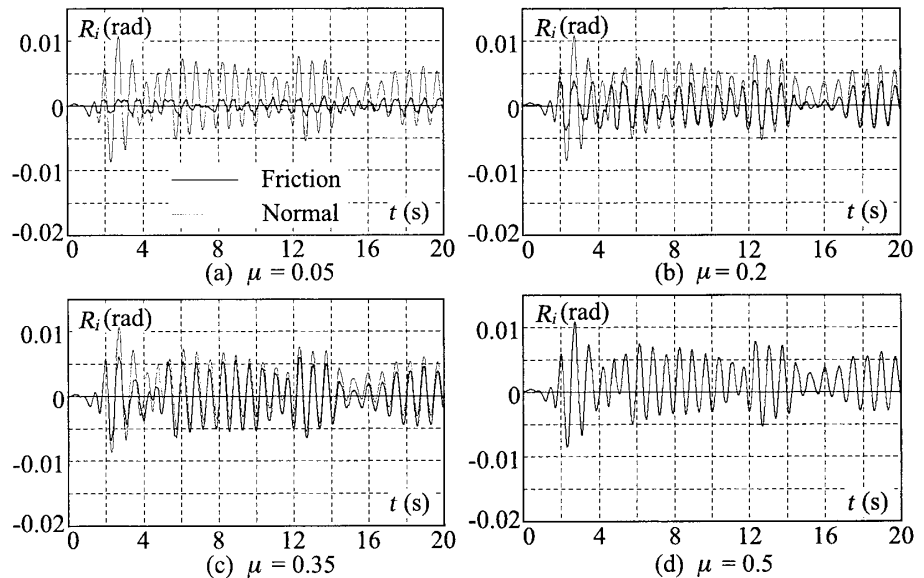 R_i (rad)
0.01
0
-0.01
-0.02
Friction
Normal
t (s)
0 4 8 12 16 20
(a) μ = 0.05
R_i (rad)
0.01
0
-0.01
-0.02
t (s)
0 4 8 12 16 20
(b) μ = 0.2
R_i (rad)
0.01
0
-0.01
-0.02
t (s)
0 4 8 12 16 20
(c) μ = 0.35
R_i (rad)
0.01
0
-0.01
-0.02
t (s)
0 4 8 12 16 20
(d) μ = 0.5